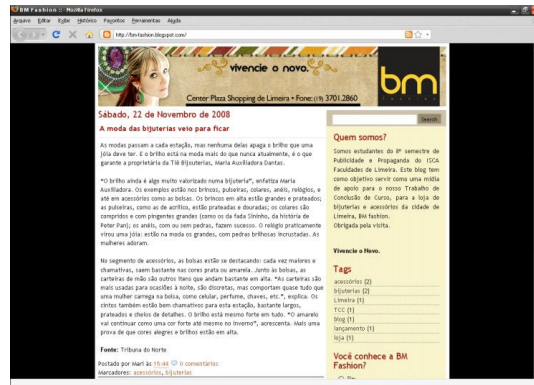 BM Fashion :: Mozilla Firefox
Arquivo Editar Exibir Histórico Favoritos Ferramentas Ajuda
http://bm-fashion.blogspot.com/
vivencie o novo.
bm
fashion
Center Plaza Shopping de Limeira • Fone: (19) 3701.2860
Sábado, 22 de Novembro de 2008
A moda das bijuterias veio para ficar
As modas passam a cada estação, mas nenhuma delas apaga o brilho que uma
jóia deve ter. E o brilho está na moda mais do que nunca atualmente, é o que
garante a proprietária da Tiê Bijouterias, Maria Auxiliadora Dantas.
"O brilho ainda é algo muito valorizado numa bijuteria", enfatiza Maria
Auxiliadora. Os exemplos estão nos brincos, pulseiras, colares, anéis, relógios, e
até em acessórios como as bolsas. Os brincos em alta estão grandes e prateados;
as pulseiras, como as de acrílico, estão prateadas e douradas; os colares são
compridos e com pingentes grandes (como os da fada Sininho, da história de
Peter Pan); os anéis, com ou sem pedras, fazem sucesso. O relógio praticamente
virou uma jóia: estão na moda os grandes, com pedras brilhosas incrustadas. As
mulheres adoram.
No segmento de acessórios, as bolsas estão se destacando: cada vez maiores e
chamativas, saem bastante nas cores prata ou amarela. Junto às bolsas, as
carteiras de mão são outros itens que andam bastante em alta. "As carteiras são
mais usadas para ocasiões à noite, são discretas, mas comportam quase tudo que
uma mulher carrega na bolsa, como celular, perfume, chaves, etc.", explica. Os
cintos também estão bem chamativos para esta estação, bastante largos,
prateados e cheios de detalhes. O brilho está mesmo forte em tudo. "O amarelo
vai continuar como uma cor forte até mesmo no inverno", acrescenta. Mais uma
prova de que cores alegres e brilhos estão em alta.
Fonte: Tribuna do Norte
Postado por Mari às 15:44 0 comentários
Marcadores: acessórios, bijuterias
Search
Quem somos?
Somos estudantes do 8º semestre de
Publicidade e Propaganda do ISCA
Faculdades de Limeira. Este blog tem
como objetivo servir como uma mídia
de apoio para o nosso Trabalho de
Conclusão de Curso, para a loja de
bijuterias e acessórios da cidade de
Limeira, BM fashion.
Obrigada pela visita.
Vivencie o Novo.
Tags
acessórios (2)
bijuterias (2)
Limeira (1)
TCC (1)
blog (1)
lançamento (1)
loja (1)
Você conhece a BM
Fashion?